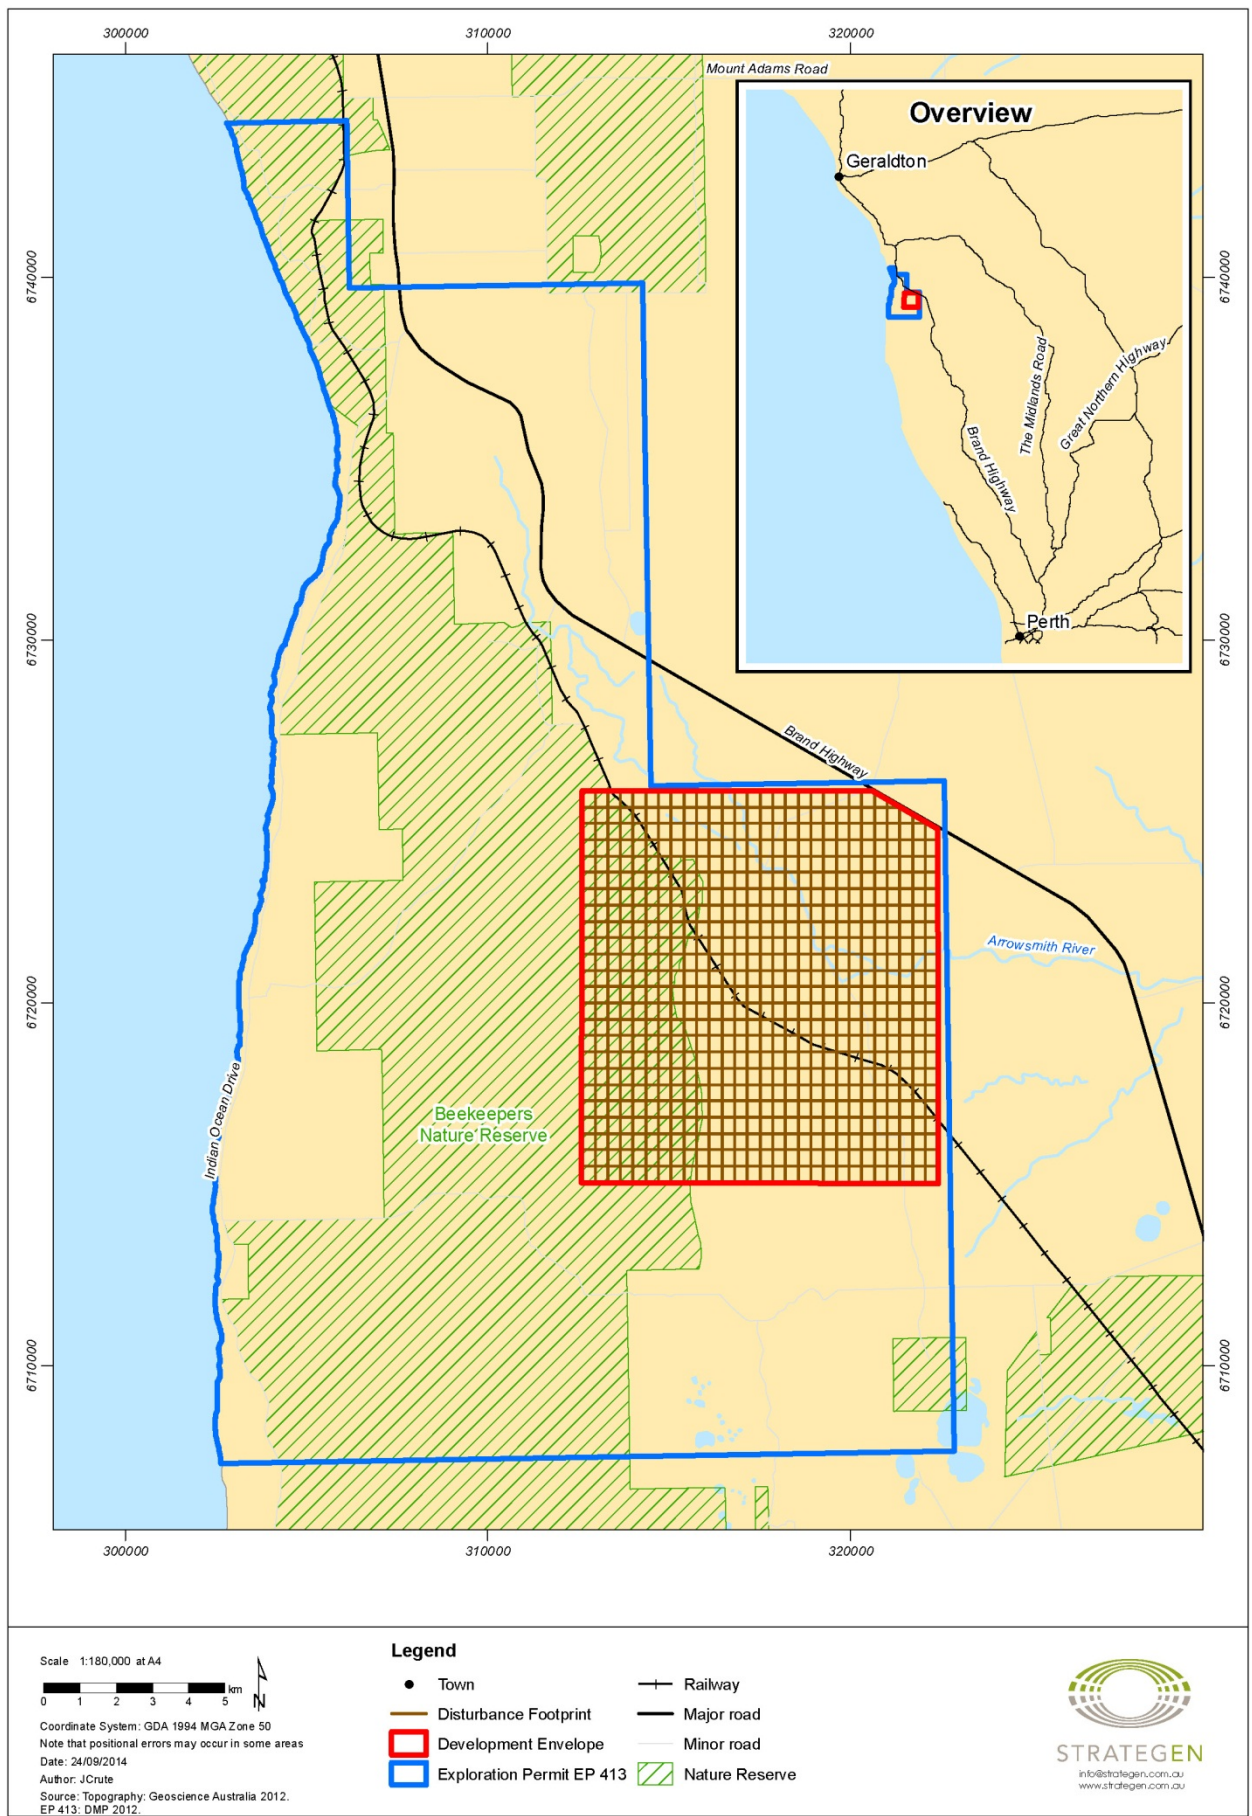 300000
310000
320000
Mount Adams Road
Overview
Geraldton
The Midlands Road
Great Northern Highway
Brand Highway
Perth
6740000
6740000
6730000
6730000
Brand Highway
Arrowsmith River
6720000
6720000
Indian Ocean Drive
Beekeepers
Nature Reserve
6710000
6710000
300000
310000
320000
Scale 1:180,000 at A4
0 1 2 3 4 5 km
N
Coordinate System: GDA 1994 MGA Zone 50
Note that positional errors may occur in some areas
Date: 24/09/2014
Author: JCrute
Source: Topography: Geoscience Australia 2012.
EP 413: DMP 2012.
Legend
Town
Disturbance Footprint
Development Envelope
Exploration Permit EP 413
Railway
Major road
Minor road
Nature Reserve
STRATEGEN
info@strategen.com.au
www.strategen.com.au